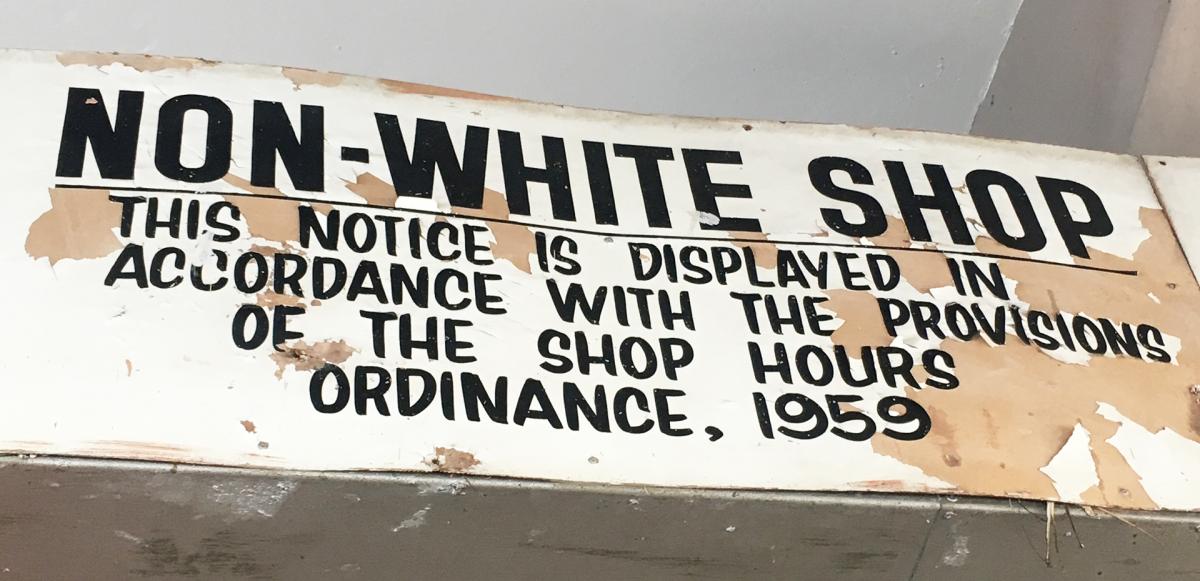 NON-WHITE SHOP
THIS NOTICE IS DISPLAYED IN
ACCORDANCE WITH THE PROVISIONS
OF THE SHOP HOURS
ORDINANCE, 1959